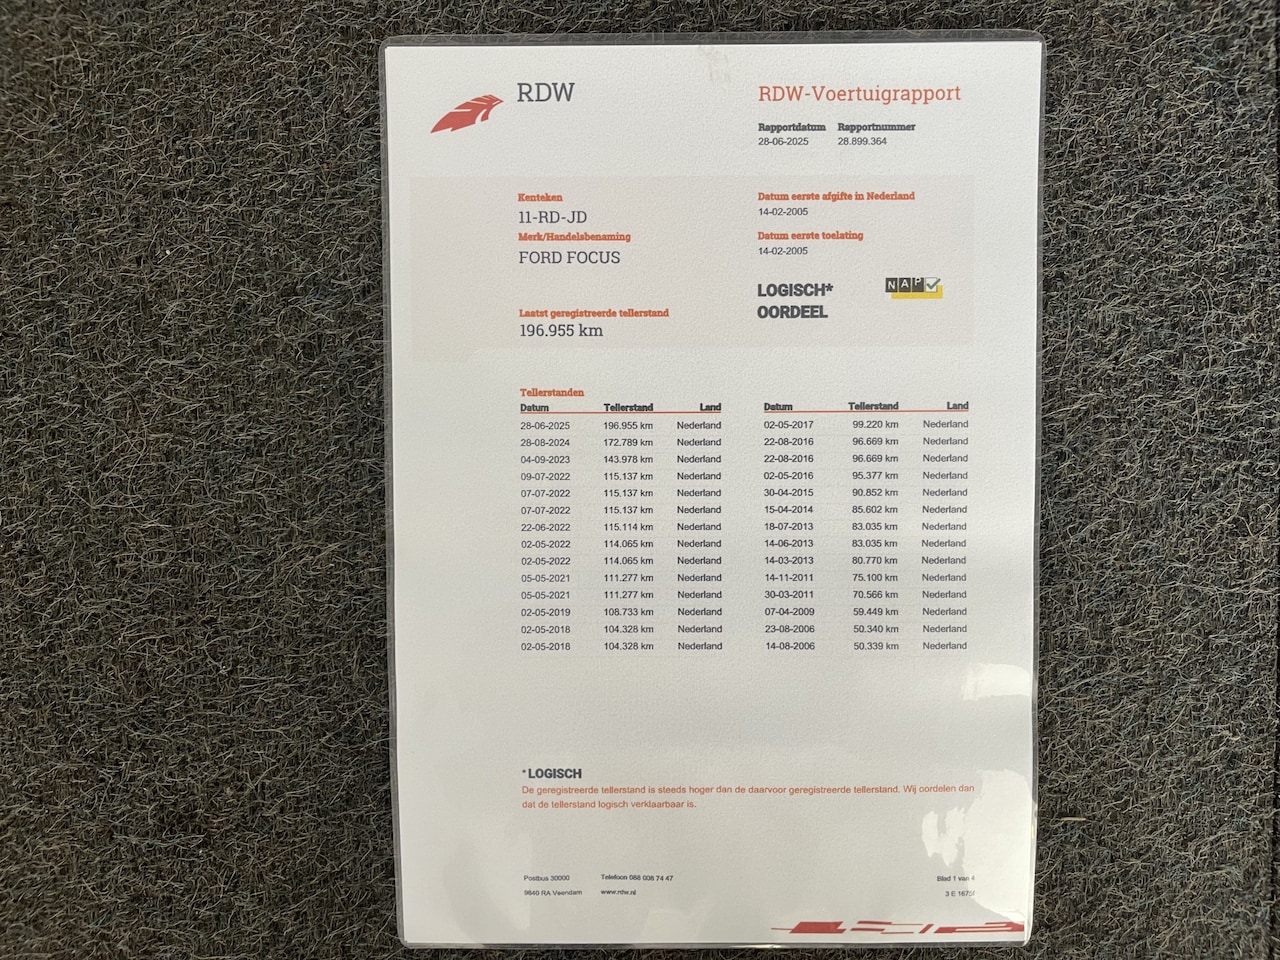 RDW
RDW-Voertuigrapport
Rapportdatum Rapportnummer
28-06-2025 28.899.364
Kenteken
11-RD-JD
Merk/Handelsbenaming
FORD FOCUS
Laatst geregistreerde tellerstand
196.955 km
Datum eerste afgifte in Nederland
14-02-2005
Datum eerste toelating
14-02-2005
LOGISCH*
OORDEEL
NAP
Tellerstanden
Datum Tellerstand Land
28-06-2025 196.955 km Nederland
28-08-2024 172.789 km Nederland
04-09-2023 143.978 km Nederland
09-07-2022 115.137 km Nederland
07-07-2022 115.137 km Nederland
07-07-2022 115.137 km Nederland
22-06-2022 115.114 km Nederland
02-05-2022 114.065 km Nederland
02-05-2022 114.065 km Nederland
05-05-2021 111.277 km Nederland
05-05-2021 111.277 km Nederland
02-05-2019 108.733 km Nederland
02-05-2018 104.328 km Nederland
02-05-2018 104.328 km Nederland
Datum Tellerstand Land
02-05-2017 99.220 km Nederland
22-08-2016 96.669 km Nederland
22-08-2016 96.669 km Nederland
02-05-2016 95.377 km Nederland
30-04-2015 90.852 km Nederland
15-04-2014 85.602 km Nederland
18-07-2013 83.035 km Nederland
14-06-2013 83.035 km Nederland
14-03-2013 80.770 km Nederland
14-11-2011 75.100 km Nederland
30-03-2011 70.566 km Nederland
07-04-2009 59.449 km Nederland
23-08-2006 50.340 km Nederland
14-08-2006 50.339 km Nederland
*LOGISCH
De geregistreerde tellerstand is steeds hoger dan de daarvoor geregistreerde tellerstand. Wij oordelen dan
dat de tellerstand logisch verklaarbaar is.
Postbus 30000 Telefoon 088 008 74 47
9640 RA Veendam www.rdw.nl
Blad 1 van 4
3 E